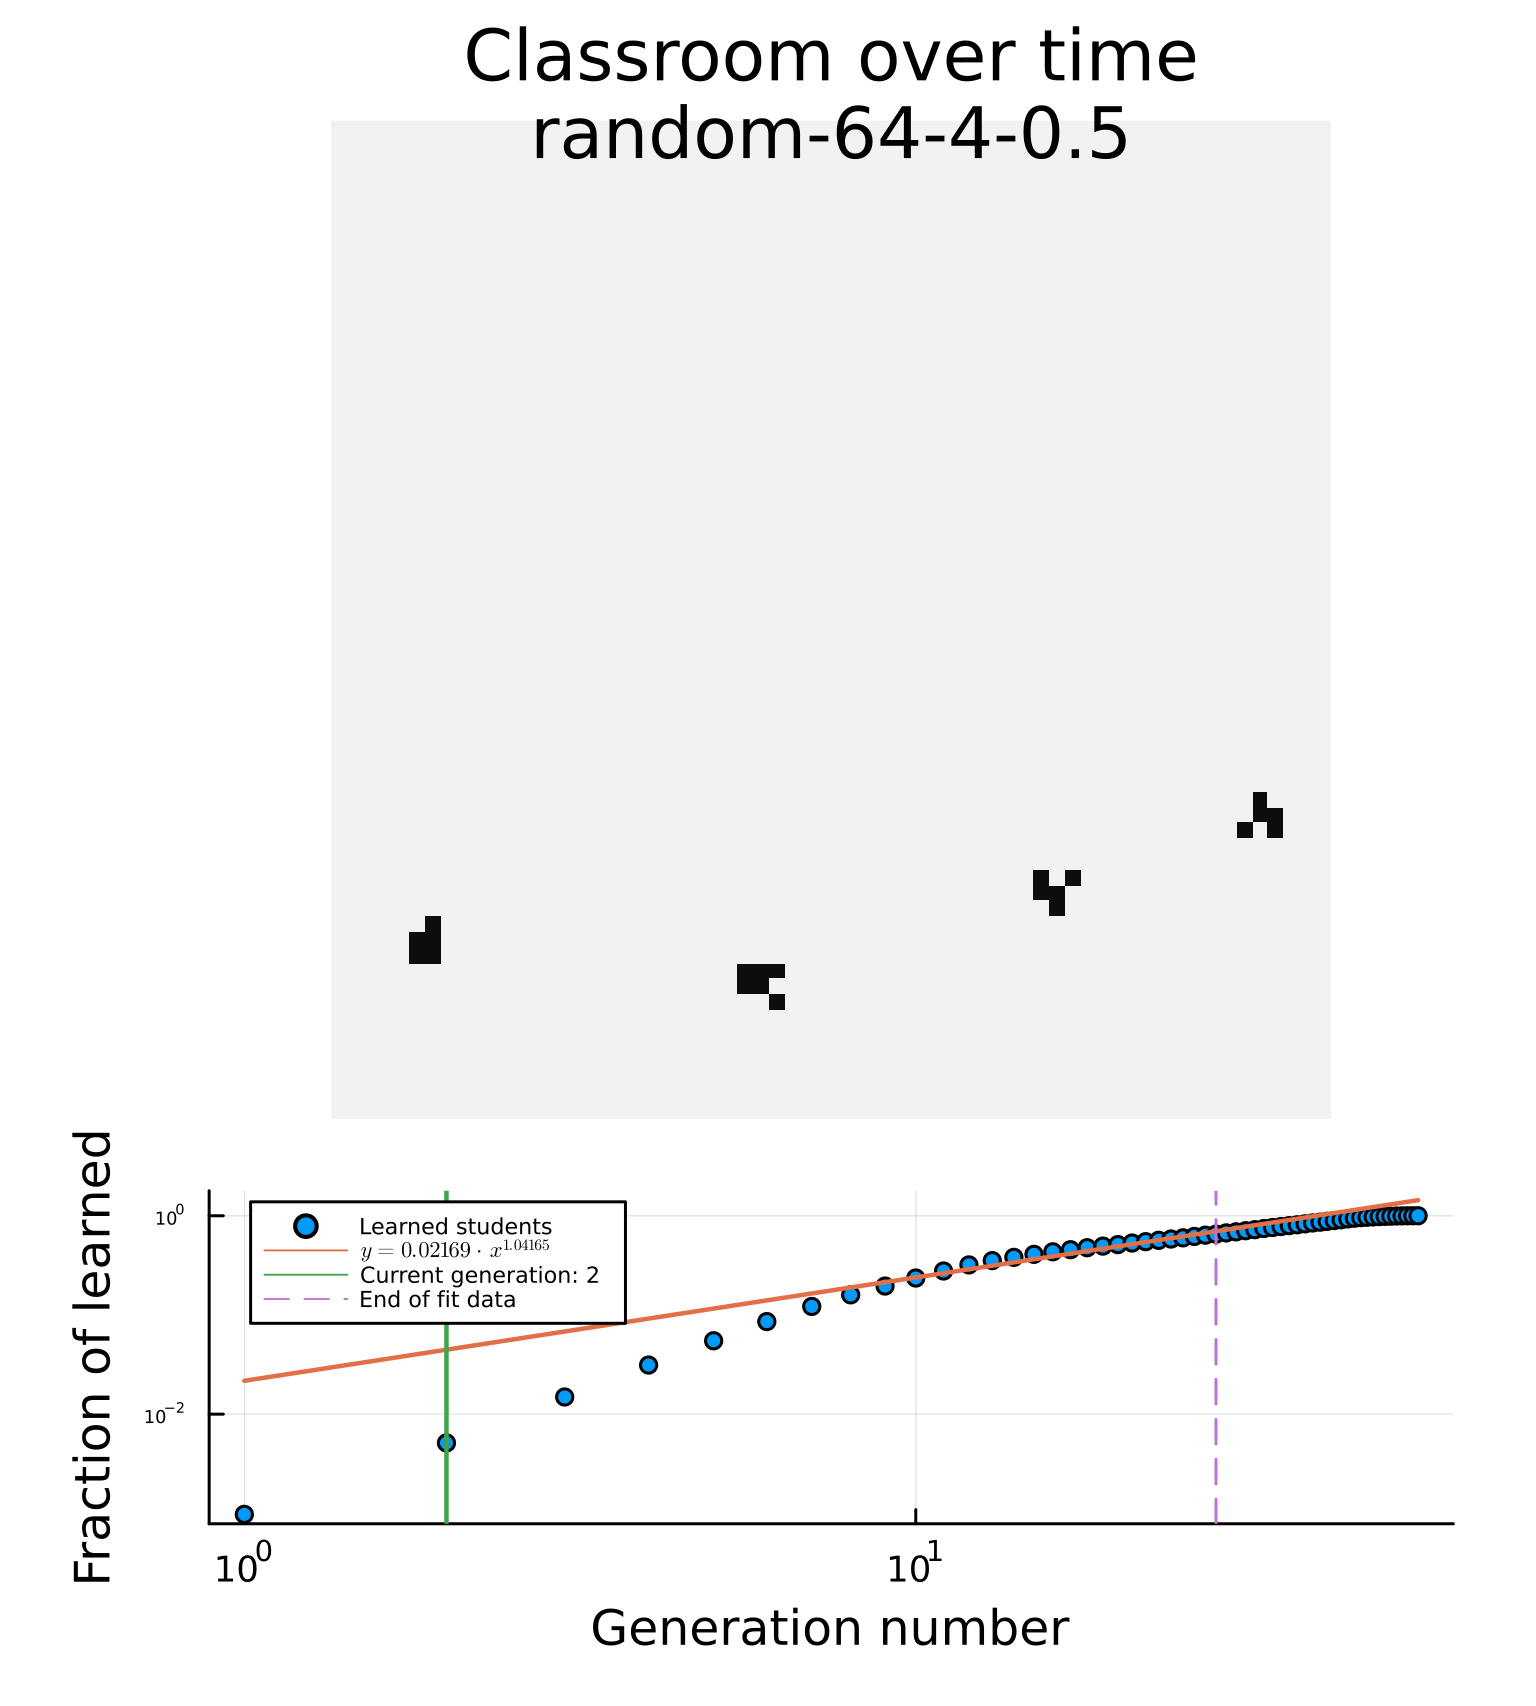 Classroom over time
random-64-4-0.5
Fraction of learned
10^0
10^-2
Learned students
y = 0.02169 · x^1.04165
Current generation: 2
End of fit data
10^0
10^1
Generation number